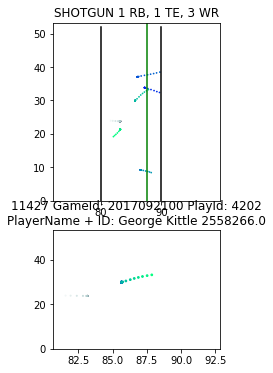 SHOTGUN 1 RB, 1 TE, 3 WR
50
40
30
20
10
0
80 90
11427 GameId: 2017092100 PlayId: 4202
PlayerName + ID: George Kittle 2558266.0
40
20
0
82.5 85.0 87.5 90.0 92.5